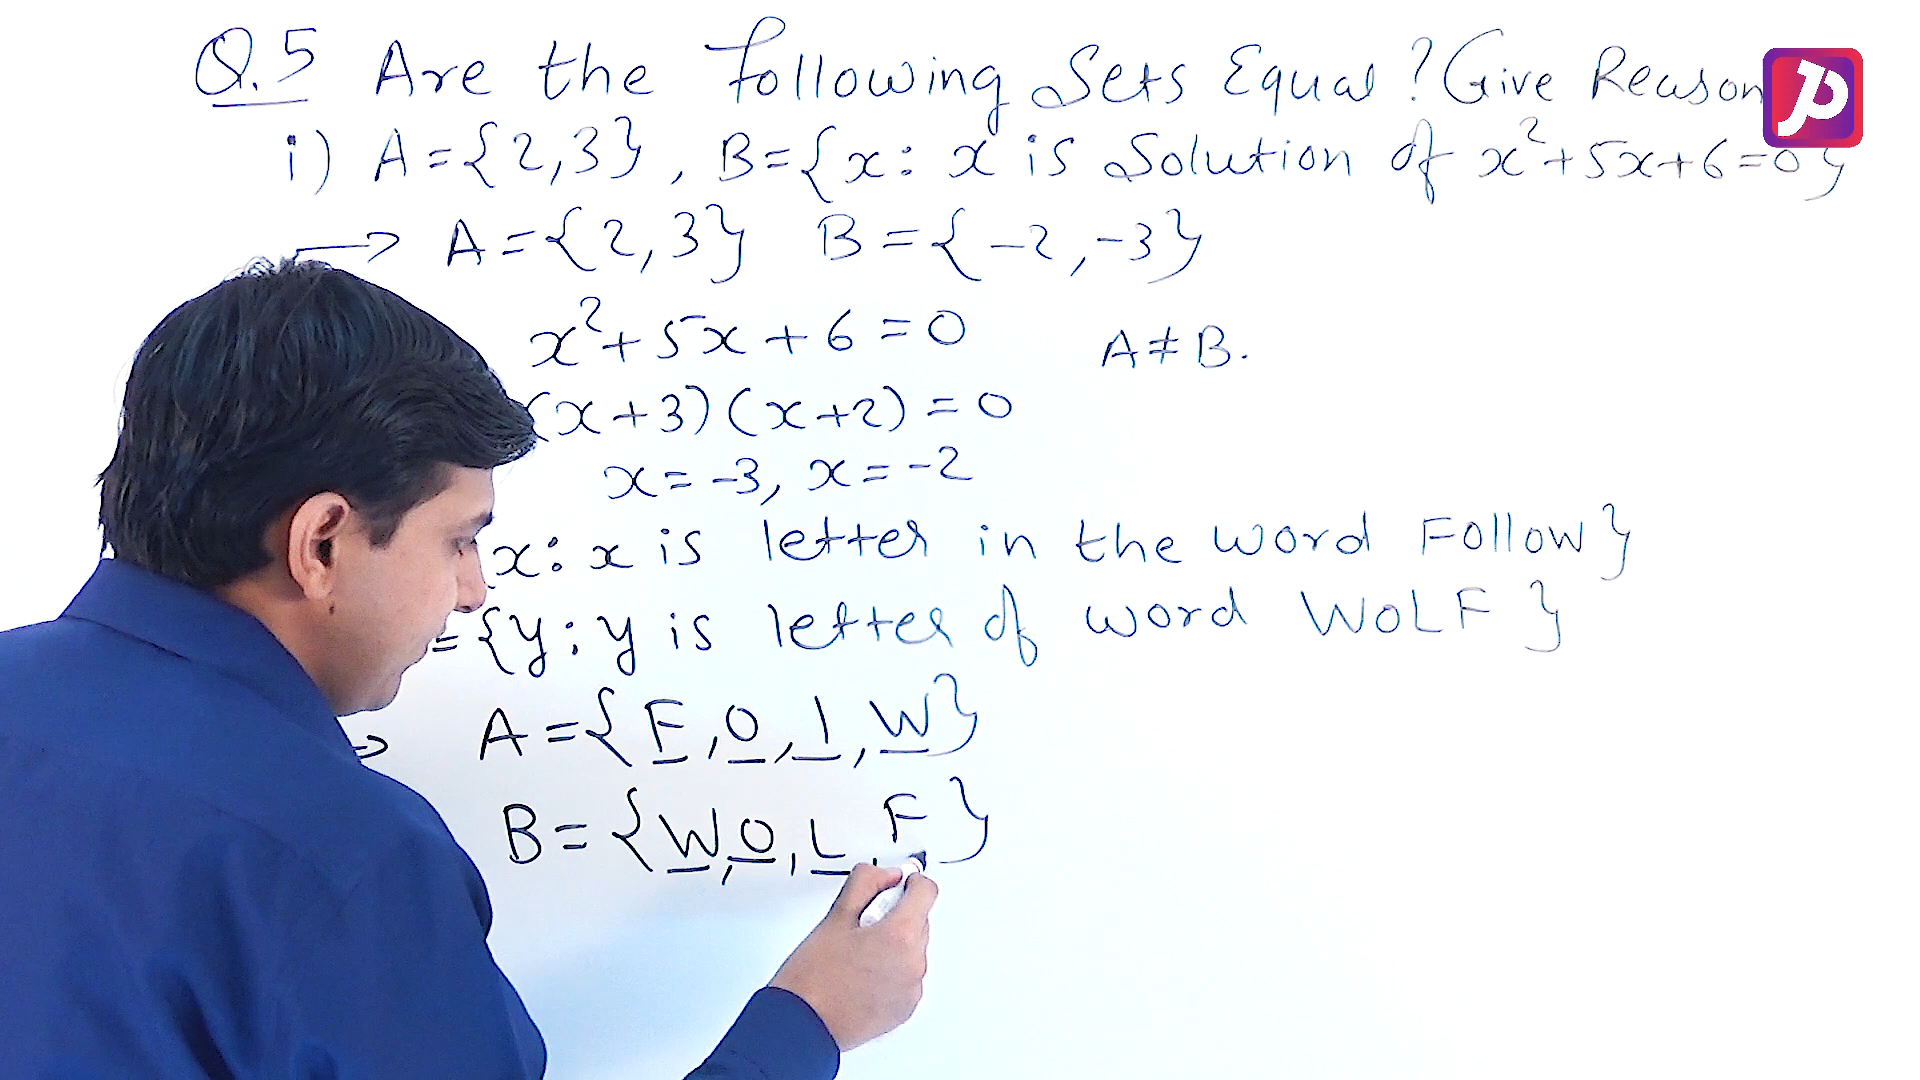 Q.5 Are the Following Sets Equal? Give Reason
i) A={2,3}, B={x: x is Solution of x²+5x+6=0}
→ A={2,3} B={-2,-3}
x²+5x+6=0 A≠B.
(x+3)(x+2)=0
x=-3, x=-2
{x: x is letter in the word Follow}
={y: y is letter of word WOLF}
→ A={F,O,l,W}
B={W,O,L,F}